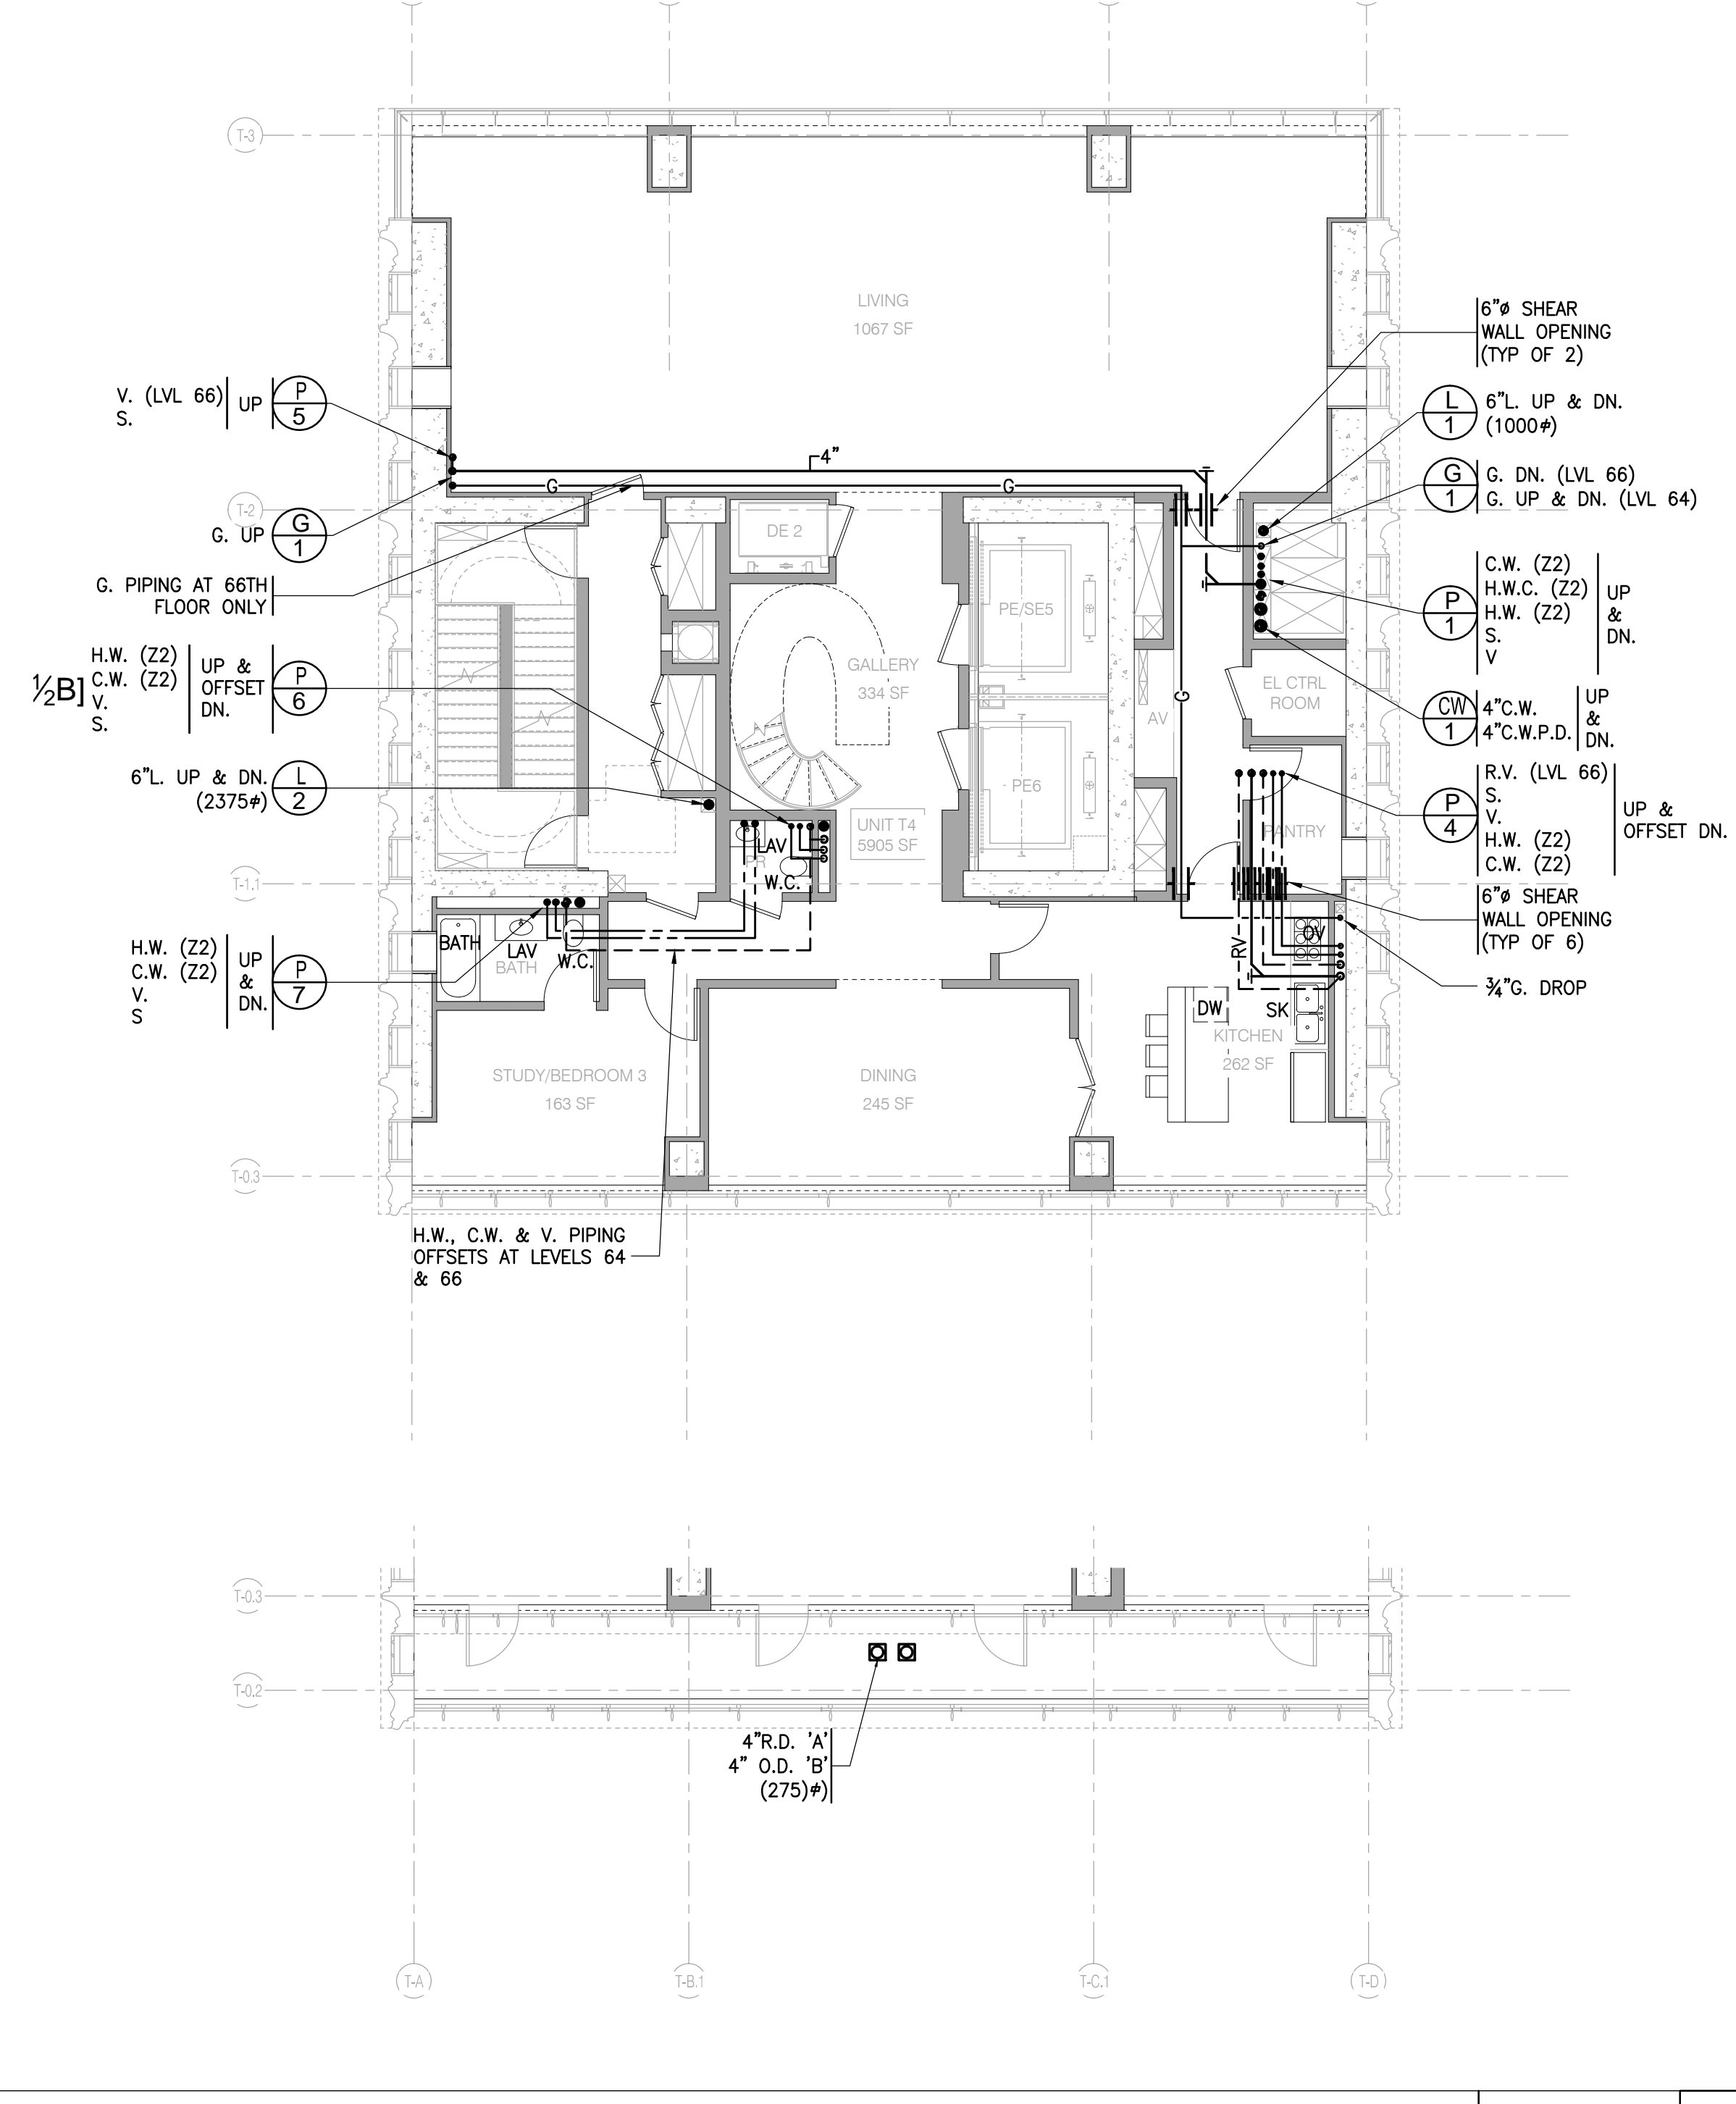 T-3
LIVING
1067 SF
6"ø SHEAR
WALL OPENING
(TYP OF 2)
V. (LVL 66)
S.
UP
P
5
L
1
6"L. UP & DN.
(1000#)
4"
G
G
G
1
G. DN. (LVL 66)
G. UP & DN. (LVL 64)
T-2
G. UP
G
1
DE 2
G. PIPING AT 66TH
FLOOR ONLY
PE/SE5
P
1
C.W. (Z2)
H.W.C. (Z2)
H.W. (Z2)
S.
V
UP
&
DN.
½B]
H.W. (Z2)
C.W. (Z2)
V.
S.
UP &
OFFSET
DN.
P
6
GALLERY
334 SF
G
EL CTRL
ROOM
AV
CW
1
4"C.W.
4"C.W.P.D.
UP
&
DN.
6"L. UP & DN.
(2375#)
L
2
PE6
P
4
R.V. (LVL 66)
S.
V.
H.W. (Z2)
C.W. (Z2)
UP &
OFFSET DN.
UNIT T4
5905 SF
PANTRY
LAV
PR
W.C.
T-1.1
6"ø SHEAR
WALL OPENING
(TYP OF 6)
H.W. (Z2)
C.W. (Z2)
V.
S
UP
&
DN.
P
7
BATH
LAV
BATH
W.C.
RV
OV
¾"G. DROP
DW
SK
KITCHEN
262 SF
STUDY/BEDROOM 3
163 SF
DINING
245 SF
T-0.3
H.W., C.W. & V. PIPING
OFFSETS AT LEVELS 64
& 66
T-0.3
T-0.2
4"R.D. 'A'
4" O.D. 'B'
(275)#)
T-A
T-B.1
T-C.1
T-D